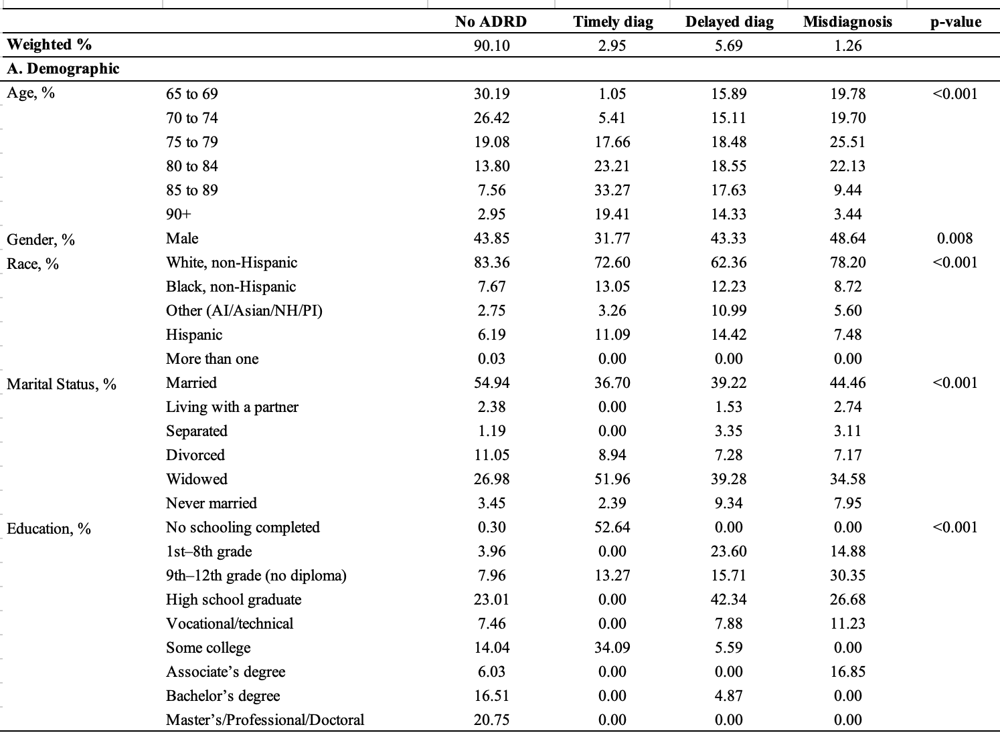 No ADRD Timely diag Delayed diag Misdiagnosis p-value
Weighted % 90.10 2.95 5.69 1.26
A. Demographic
Age, % 65 to 69 30.19 1.05 15.89 19.78 <0.001
70 to 74 26.42 5.41 15.11 19.70
75 to 79 19.08 17.66 18.48 25.51
80 to 84 13.80 23.21 18.55 22.13
85 to 89 7.56 33.27 17.63 9.44
90+ 2.95 19.41 14.33 3.44
Gender, % Male 43.85 31.77 43.33 48.64 0.008
Race, % White, non-Hispanic 83.36 72.60 62.36 78.20 <0.001
Black, non-Hispanic 7.67 13.05 12.23 8.72
Other (AI/Asian/NH/PI) 2.75 3.26 10.99 5.60
Hispanic 6.19 11.09 14.42 7.48
More than one 0.03 0.00 0.00 0.00
Marital Status, % Married 54.94 36.70 39.22 44.46 <0.001
Living with a partner 2.38 0.00 1.53 2.74
Separated 1.19 0.00 3.35 3.11
Divorced 11.05 8.94 7.28 7.17
Widowed 26.98 51.96 39.28 34.58
Never married 3.45 2.39 9.34 7.95
Education, % No schooling completed 0.30 52.64 0.00 0.00 <0.001
1st–8th grade 3.96 0.00 23.60 14.88
9th–12th grade (no diploma) 7.96 13.27 15.71 30.35
High school graduate 23.01 0.00 42.34 26.68
Vocational/technical 7.46 0.00 7.88 11.23
Some college 14.04 34.09 5.59 0.00
Associate’s degree 6.03 0.00 0.00 16.85
Bachelor’s degree 16.51 0.00 4.87 0.00
Master’s/Professional/Doctoral 20.75 0.00 0.00 0.00